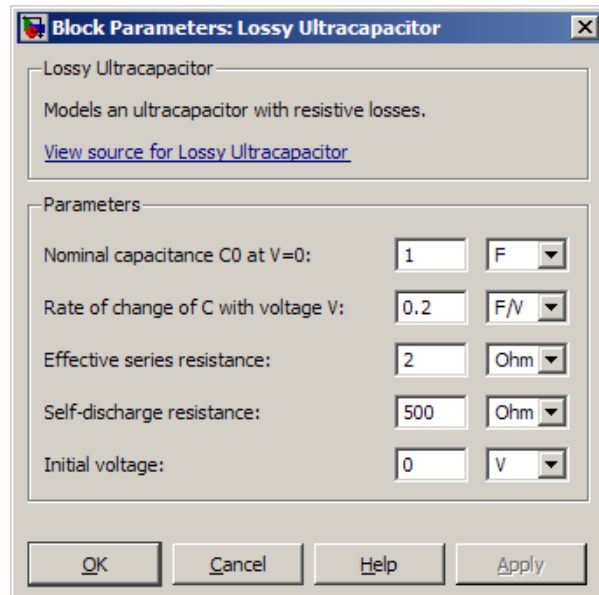 Block Parameters: Lossy Ultracapacitor
Lossy Ultracapacitor
Models an ultracapacitor with resistive losses.
View source for Lossy Ultracapacitor
Parameters
Nominal capacitance C0 at V=0: 1 F
Rate of change of C with voltage V: 0.2 F/V
Effective series resistance: 2 Ohm
Self-discharge resistance: 500 Ohm
Initial voltage: 0 V
OK Cancel Help Apply